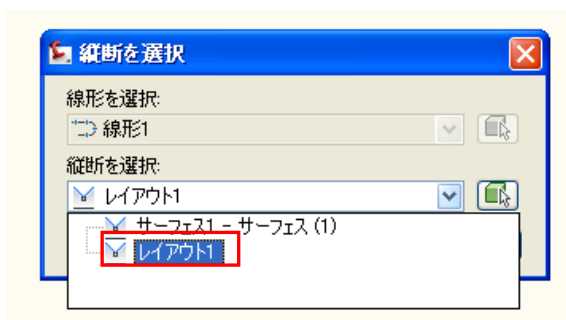 縦断を選択
線形を選択:
線形1
縦断を選択:
レイアウト1
サーフェス1 - サーフェス (1)
レイアウト1